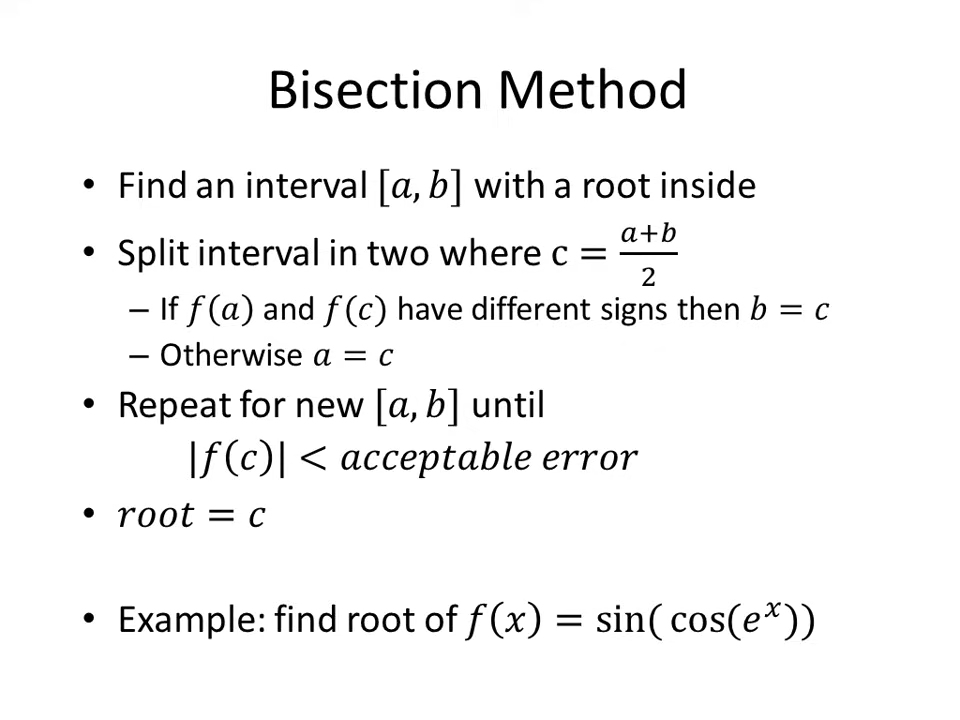 Bisection Method
• Find an interval [a, b] with a root inside
• Split interval in two where c = (a+b)/2
– If f(a) and f(c) have different signs then b = c
– Otherwise a = c
• Repeat for new [a, b] until
|f(c)| < acceptable error
• root = c
• Example: find root of f(x) = sin( cos(eˣ))